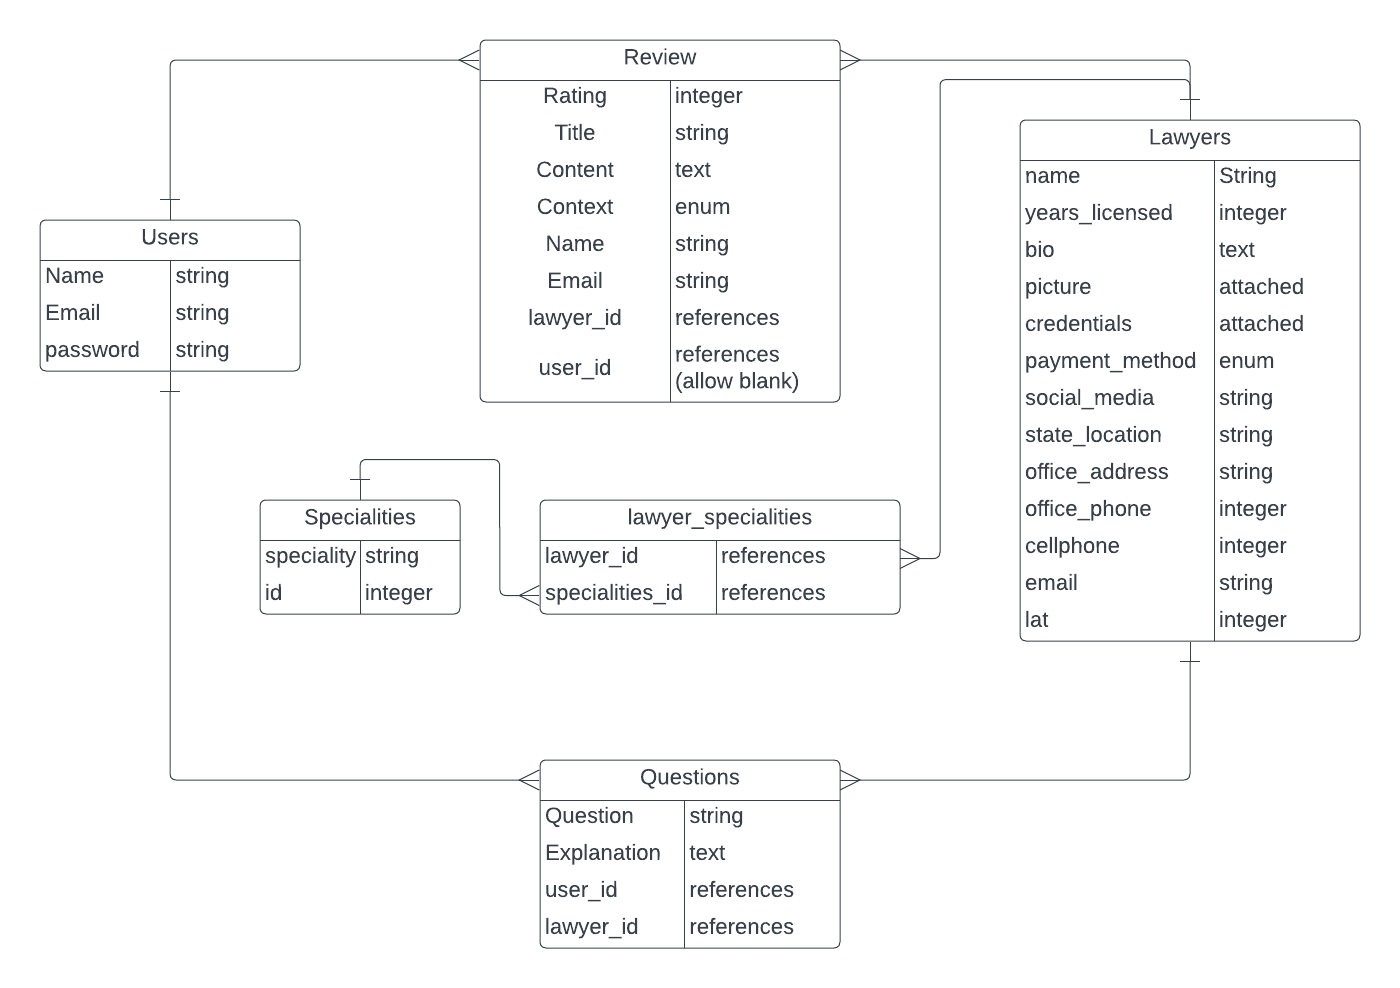 Review
Rating integer
Title string
Content text
Context enum
Name string
Email string
lawyer_id references
user_id references
(allow blank)
Lawyers
name String
years_licensed integer
bio text
picture attached
credentials attached
payment_method enum
social_media string
state_location string
office_address string
office_phone integer
cellphone integer
email string
lat integer
Users
Name string
Email string
password string
Specialities
speciality string
id integer
lawyer_specialities
lawyer_id references
specialities_id references
Questions
Question string
Explanation text
user_id references
lawyer_id references